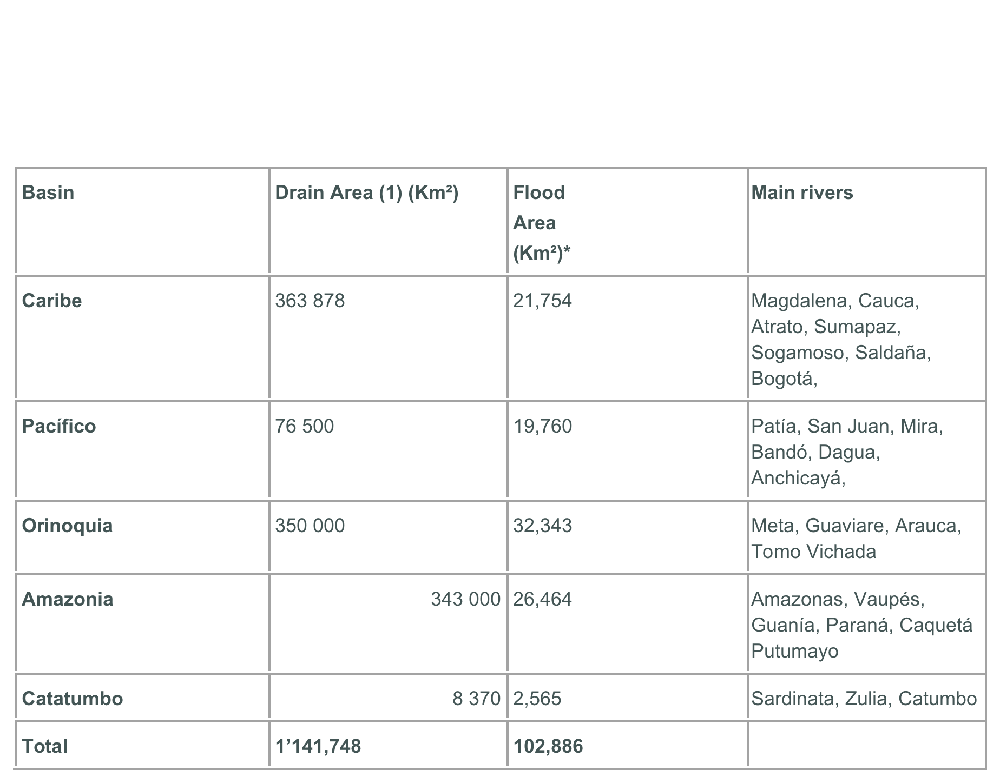 Basin
Drain Area (1) (Km²)
Flood
Area
(Km²)*
Main rivers
Caribe
363 878
21,754
Magdalena, Cauca,
Atrato, Sumapaz,
Sogamoso, Saldaña,
Bogotá,
Pacífico
76 500
19,760
Patía, San Juan, Mira,
Bandó, Dagua,
Anchicayá,
Orinoquia
350 000
32,343
Meta, Guaviare, Arauca,
Tomo Vichada
Amazonia
343 000
26,464
Amazonas, Vaupés,
Guanía, Paraná, Caquetá
Putumayo
Catatumbo
8 370
2,565
Sardinata, Zulia, Catumbo
Total
1’141,748
102,886